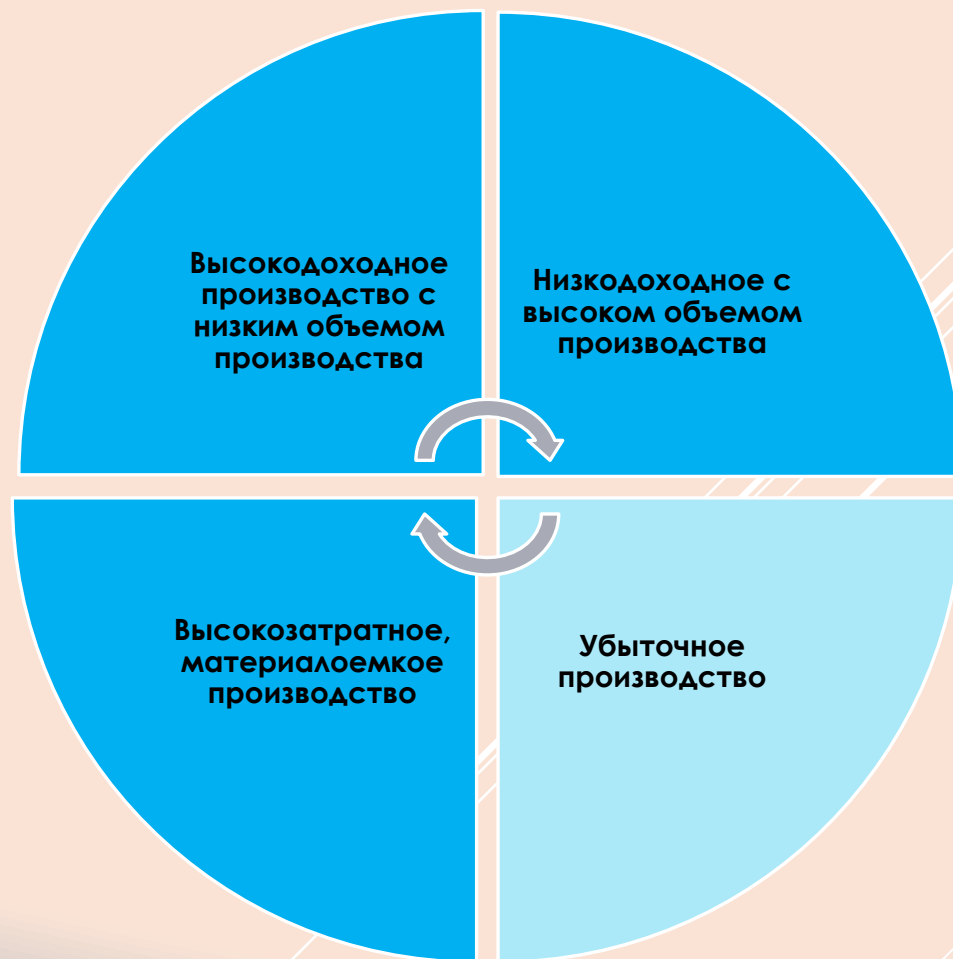 Высокодоходное
производство с
низким объемом
производства
Низкодоходное с
высоком объемом
производства
Высокозатратное,
материалоемкое
производство
Убыточное
производство